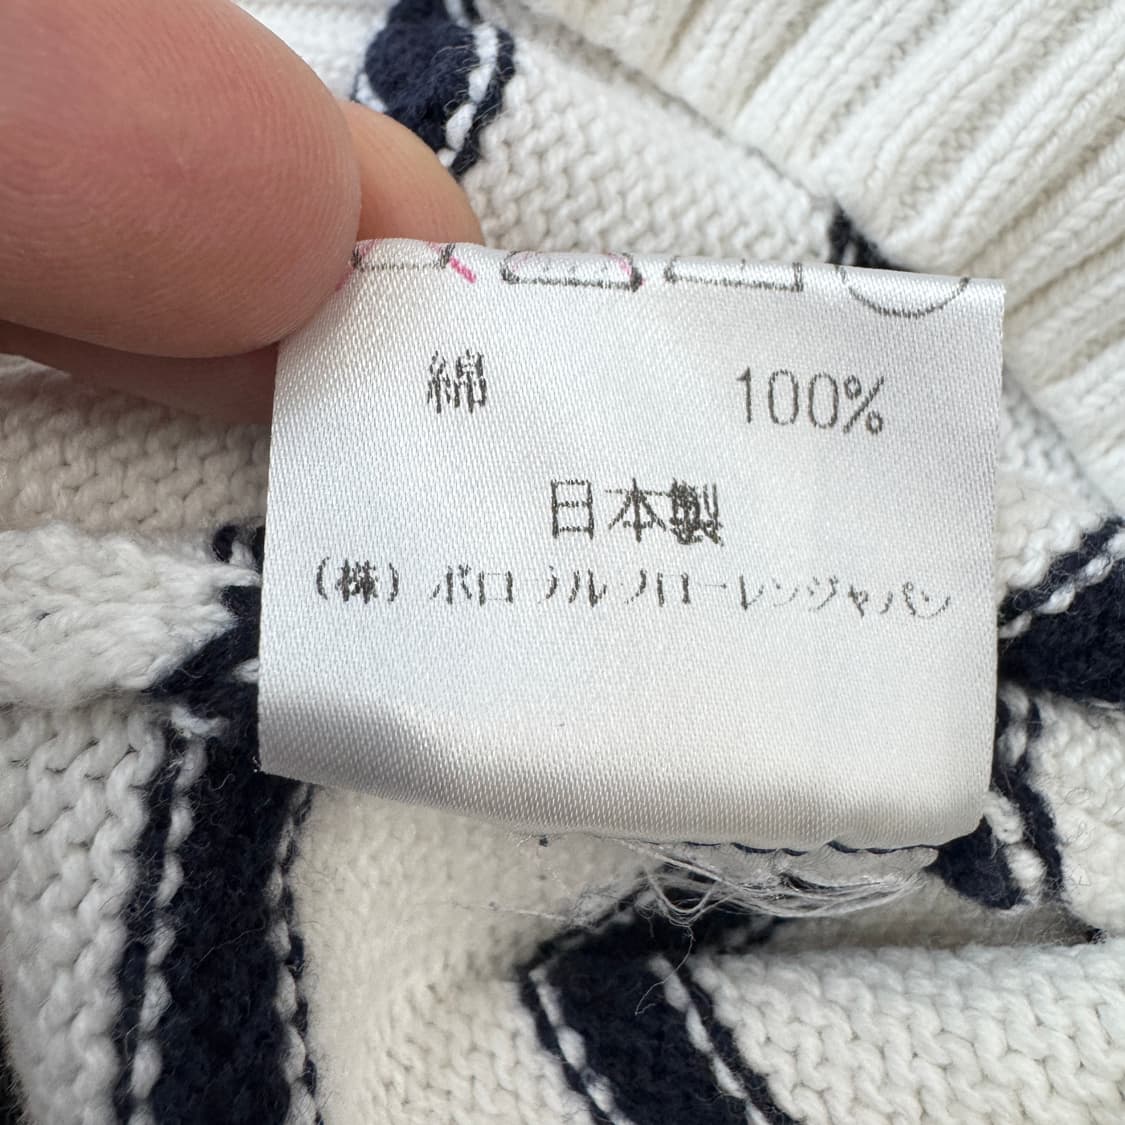 綿 100%
日本製
(株) ポロ ラルフローレンジャパン